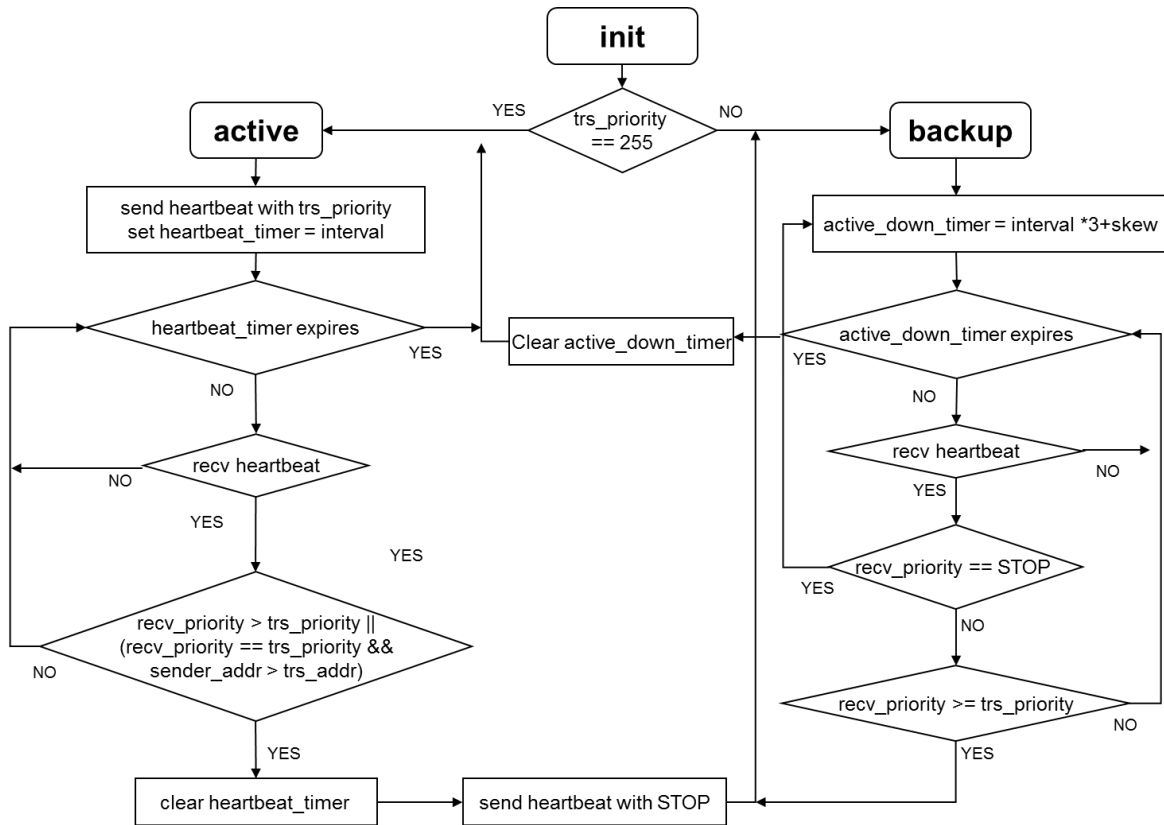 init
YES
trs_priority
== 255
NO
active
backup
send heartbeat with trs_priority
set heartbeat_timer = interval
active_down_timer = interval *3+skew
heartbeat_timer expires
YES
Clear active_down_timer
YES
active_down_timer expires
NO
NO
recv heartbeat
NO
recv heartbeat
NO
YES
YES
YES
recv_priority == STOP
YES
NO
recv_priority > trs_priority ||
(recv_priority == trs_priority &&
sender_addr > trs_addr)
NO
recv_priority >= trs_priority
NO
YES
YES
clear heartbeat_timer
send heartbeat with STOP